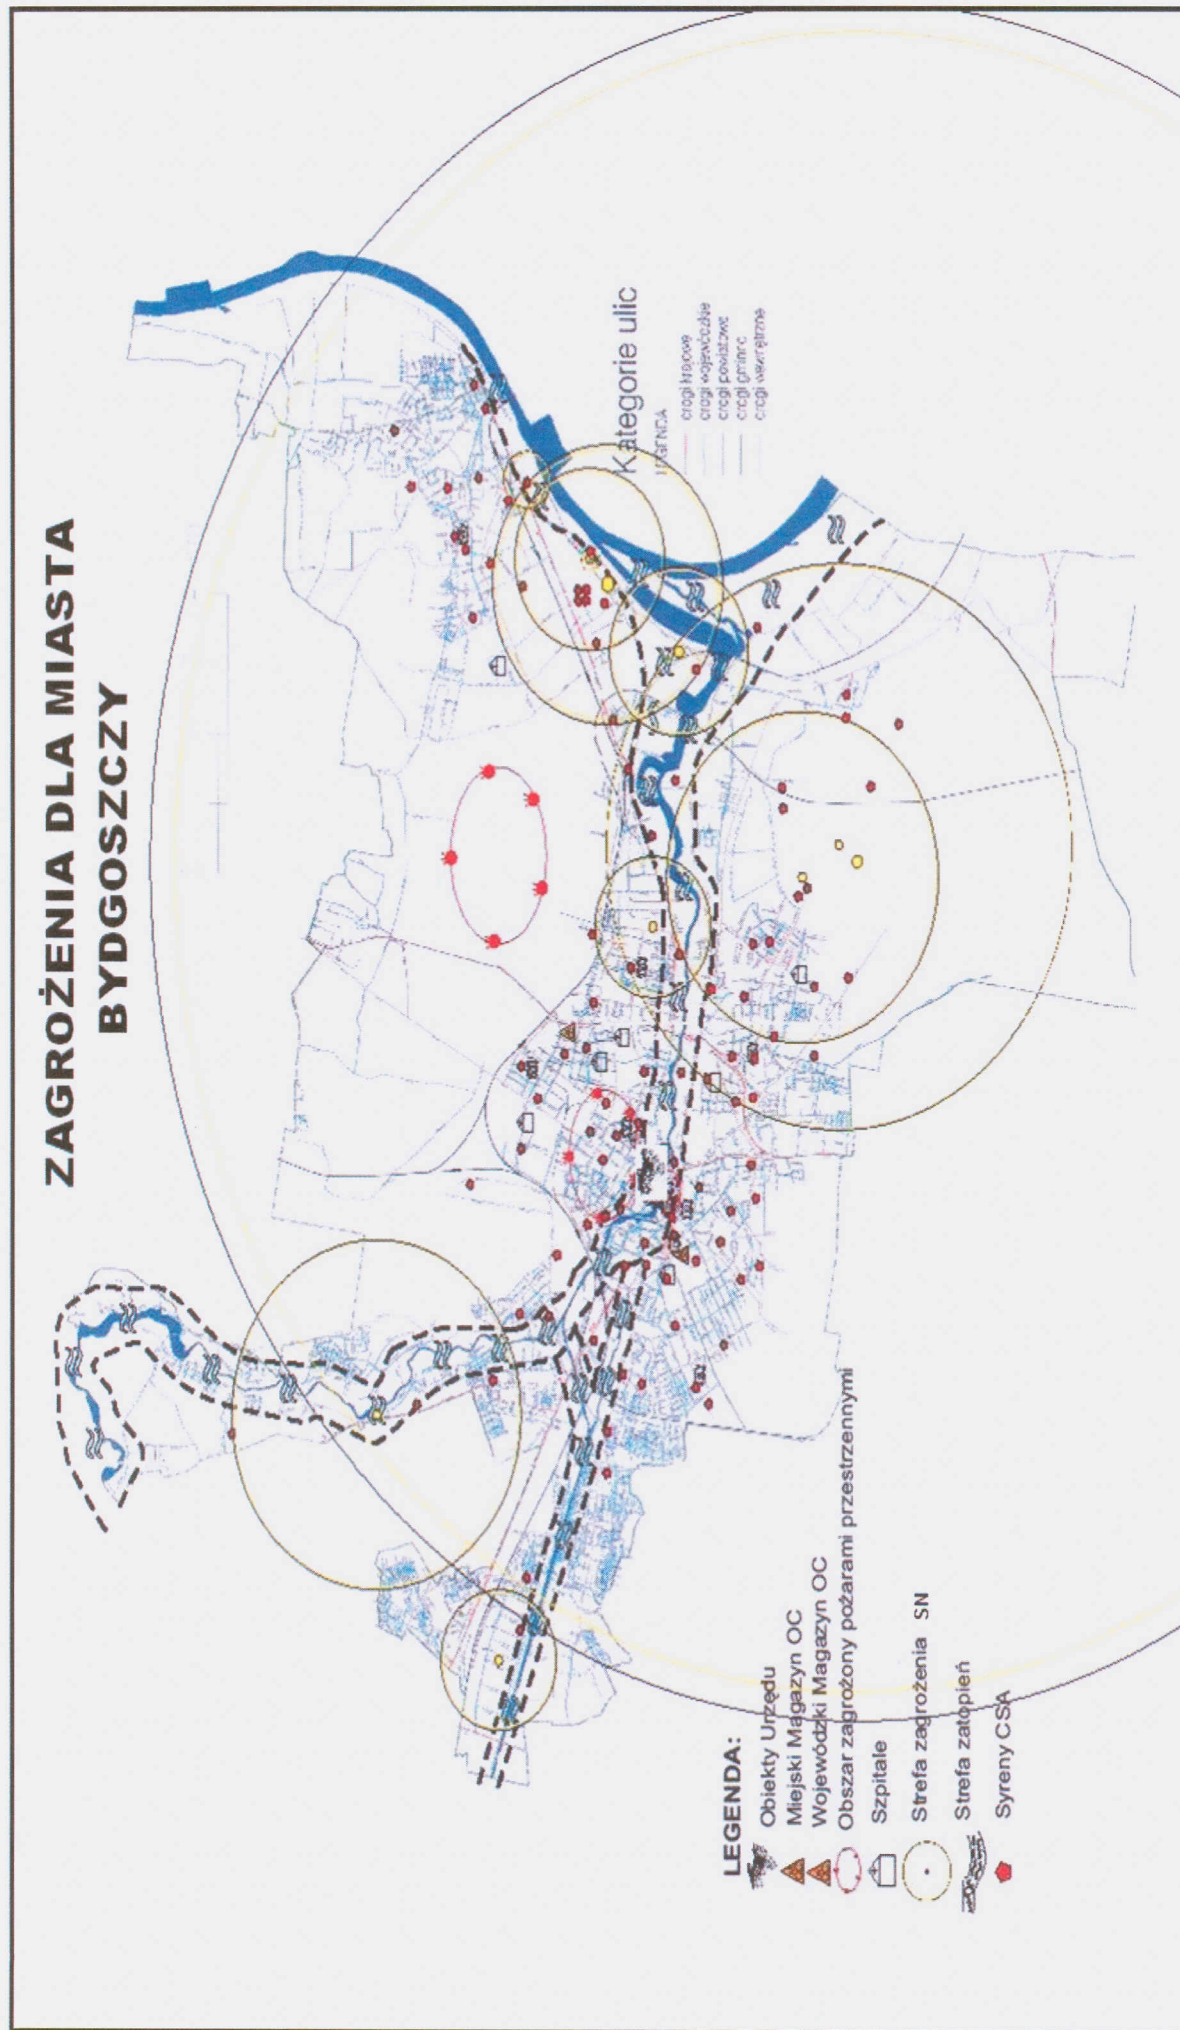 ZAGROŻENIA DLA MIASTA
BYDGOSZCZY
Kategorie ulic
LEGENDA:
Obiekty Urzędu
Miejski Magazyn OC
Wojewódzki Magazyn OC
Obszar zagrożony pożarami przestrzennymi
Szpitale
Strefa zagrożenia SN
Strefa zatopień
Syreny CSA